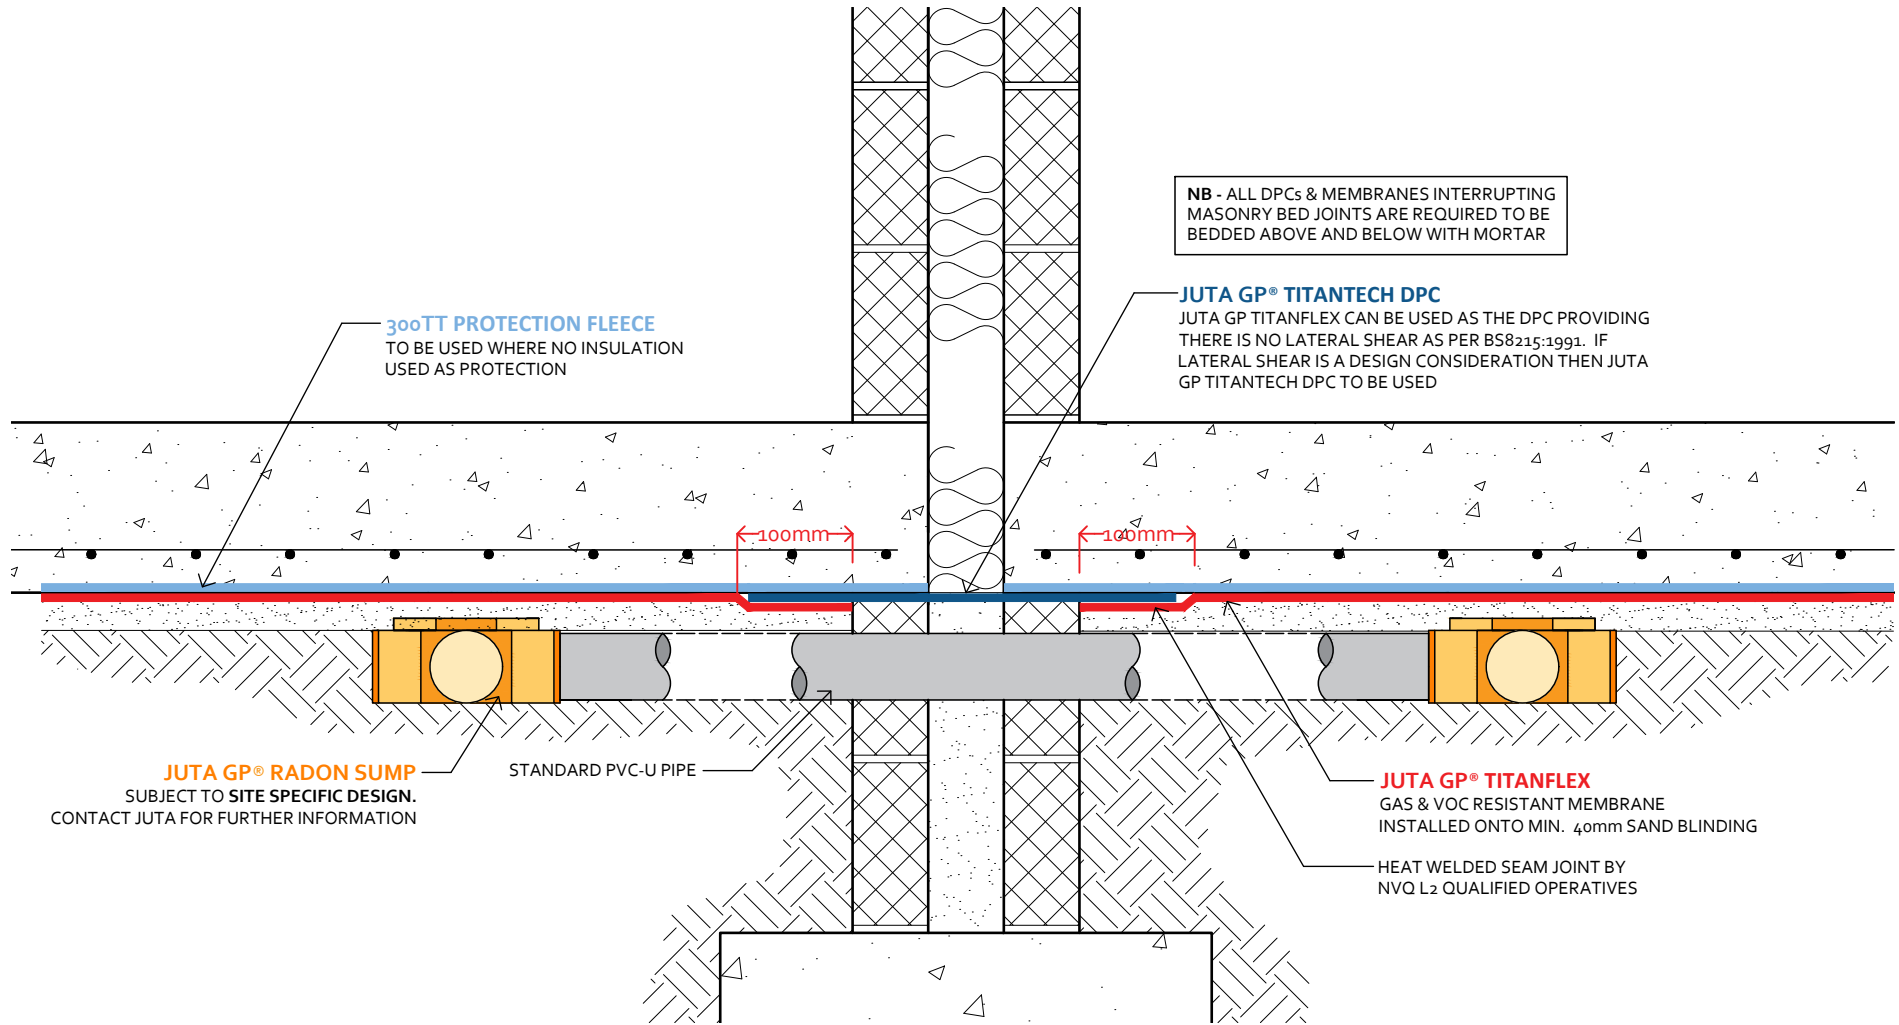 NB - ALL DPCs & MEMBRANES INTERRUPTING
MASONRY BED JOINTS ARE REQUIRED TO BE
BEDDED ABOVE AND BELOW WITH MORTAR
JUTA GP® TITANTECH DPC
JUTA GP TITANFLEX CAN BE USED AS THE DPC PROVIDING
THERE IS NO LATERAL SHEAR AS PER BS8215:1991. IF
LATERAL SHEAR IS A DESIGN CONSIDERATION THEN JUTA
GP TITANTECH DPC TO BE USED
300TT PROTECTION FLEECE
TO BE USED WHERE NO INSULATION
USED AS PROTECTION
100mm
100mm
JUTA GP® RADON SUMP
SUBJECT TO SITE SPECIFIC DESIGN.
CONTACT JUTA FOR FURTHER INFORMATION
STANDARD PVC-U PIPE
JUTA GP® TITANFLEX
GAS & VOC RESISTANT MEMBRANE
INSTALLED ONTO MIN. 40mm SAND BLINDING
HEAT WELDED SEAM JOINT BY
NVQ L2 QUALIFIED OPERATIVES